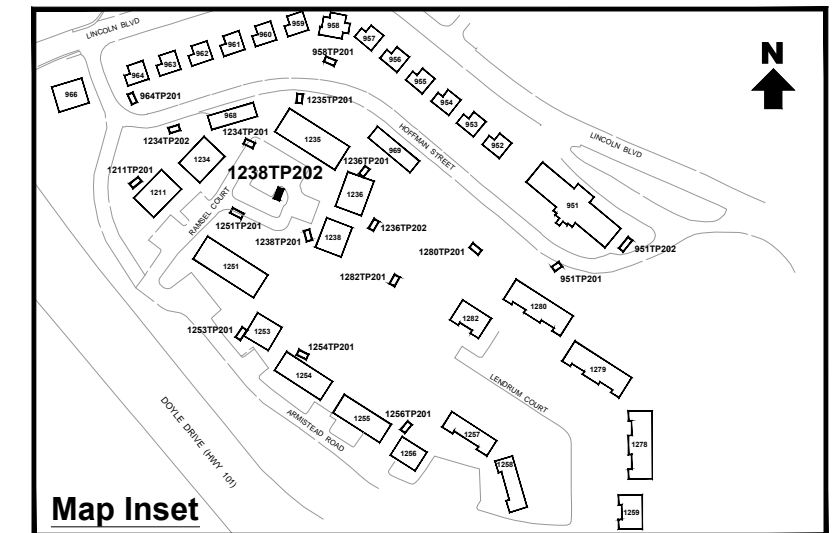 LINCOLN BLVD
959
958
960
961
962
963
964
957
956
955
954
953
952
958TP201
N
966
964TP201
1235TP201
968
1234TP202
1234TP201
1235
969
HOFFMAN STREET
LINCOLN BLVD
1234
1211TP201
1211
1238TP202
1236TP201
1236
RAMSEL COURT
1251TP201
1238TP201
1238
1236TP202
951
951TP202
1280TP201
951TP201
1251
1282TP201
1280
1282
1253TP201
1253
1254TP201
1254
1279
LENDRUM COURT
DOYLE DRIVE (HWY 101)
ARMISTEAD ROAD
1255
1256TP201
1256
1257
1258
1278
1259
Map Inset